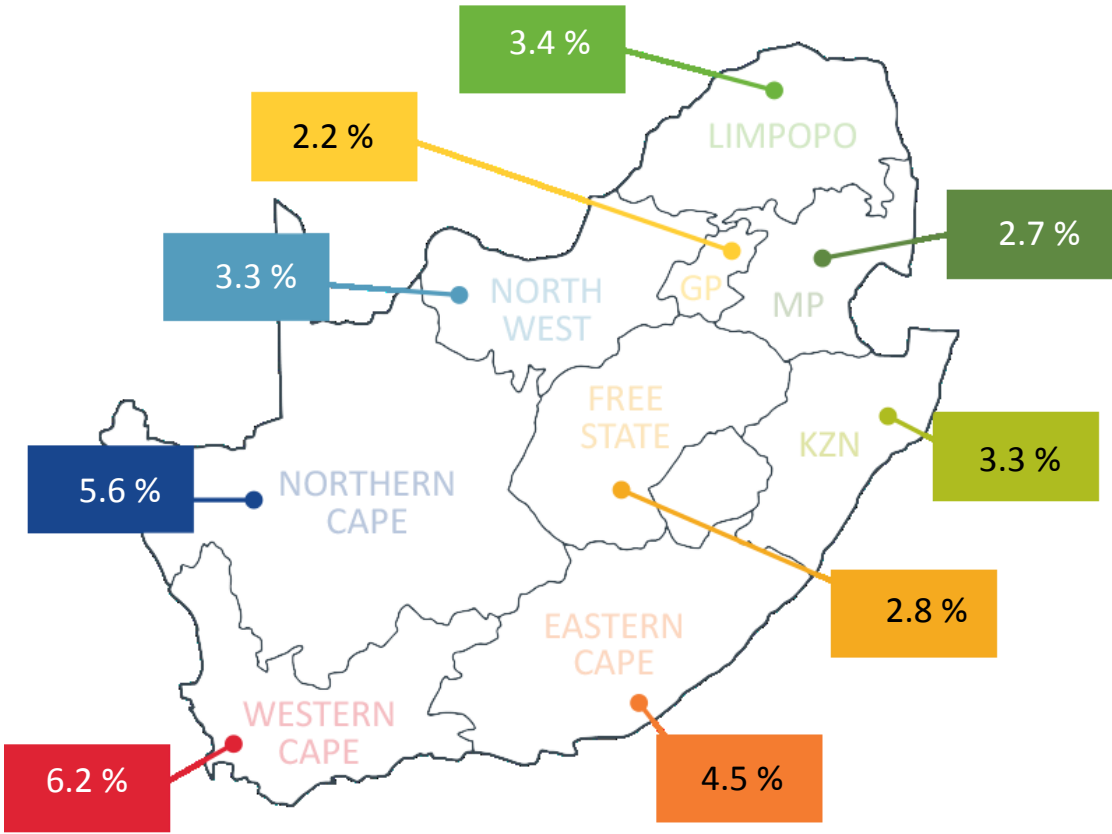 3.4 %
LIMPOPO
2.2 %
2.7 %
3.3 %
NORTH
WEST
GP
MP
FREE
STATE
KZN
3.3 %
5.6 %
NORTHERN
CAPE
2.8 %
EASTERN
CAPE
WESTERN
CAPE
6.2 %
4.5 %